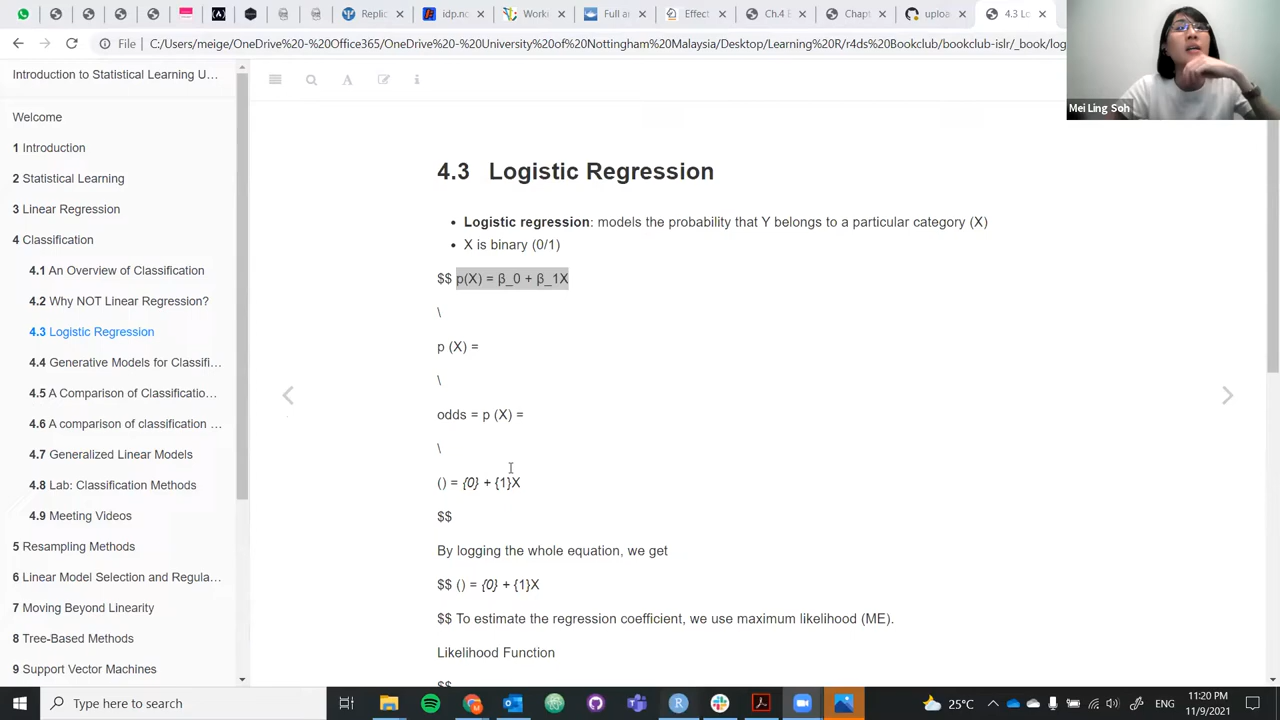 Replic
idp.nc
Worki
Full ar
Effect
Ch.4 E
Chapt
uploa
4.3 Lo
File
C:/Users/meige/OneDrive%20-%20Office365/OneDrive%20-%20University%20of%20Nottingham%20Malaysia/Desktop/Learning%20R/r4ds%20Bookclub/bookclub-islr/_book/log
Mei Ling Soh
Introduction to Statistical Learning U...
Welcome
1 Introduction
2 Statistical Learning
3 Linear Regression
4 Classification
4.1 An Overview of Classification
4.2 Why NOT Linear Regression?
4.3 Logistic Regression
4.4 Generative Models for Classifi...
4.5 A Comparison of Classificatio...
4.6 A comparison of classification ...
4.7 Generalized Linear Models
4.8 Lab: Classification Methods
4.9 Meeting Videos
5 Resampling Methods
6 Linear Model Selection and Regula...
7 Moving Beyond Linearity
8 Tree-Based Methods
9 Support Vector Machines
4.3 Logistic Regression
• Logistic regression: models the probability that Y belongs to a particular category (X)
• X is binary (0/1)
$$ p(X) = β_0 + β_1X
\
p (X) =
\
odds = p (X) =
\
() = {0} + {1}X
$$
By logging the whole equation, we get
$$ () = {0} + {1}X
$$ To estimate the regression coefficient, we use maximum likelihood (ME).
Likelihood Function
$$
Type here to search
25°C
ENG
11:20 PM
11/9/2021